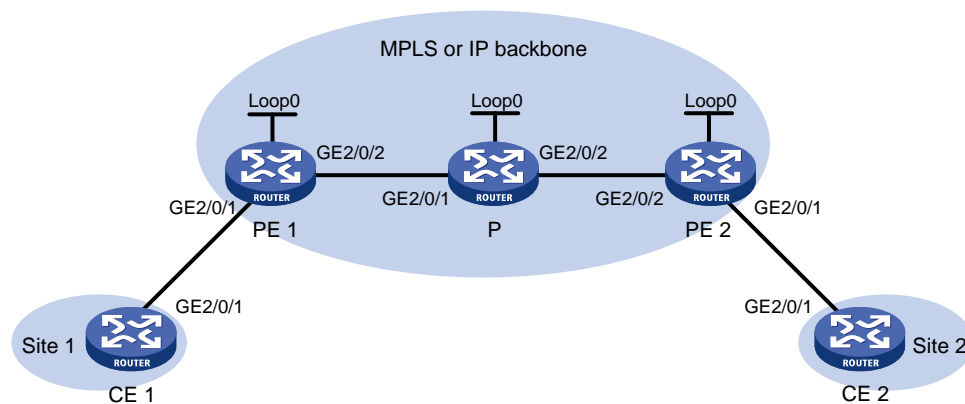 MPLS or IP backbone
Loop0
Loop0
Loop0
GE2/0/2
GE2/0/2
ROUTER
ROUTER
ROUTER
GE2/0/1
GE2/0/1
GE2/0/2
GE2/0/1
PE 1
P
PE 2
GE2/0/1
GE2/0/1
Site 1
ROUTER
ROUTER
Site 2
CE 1
CE 2